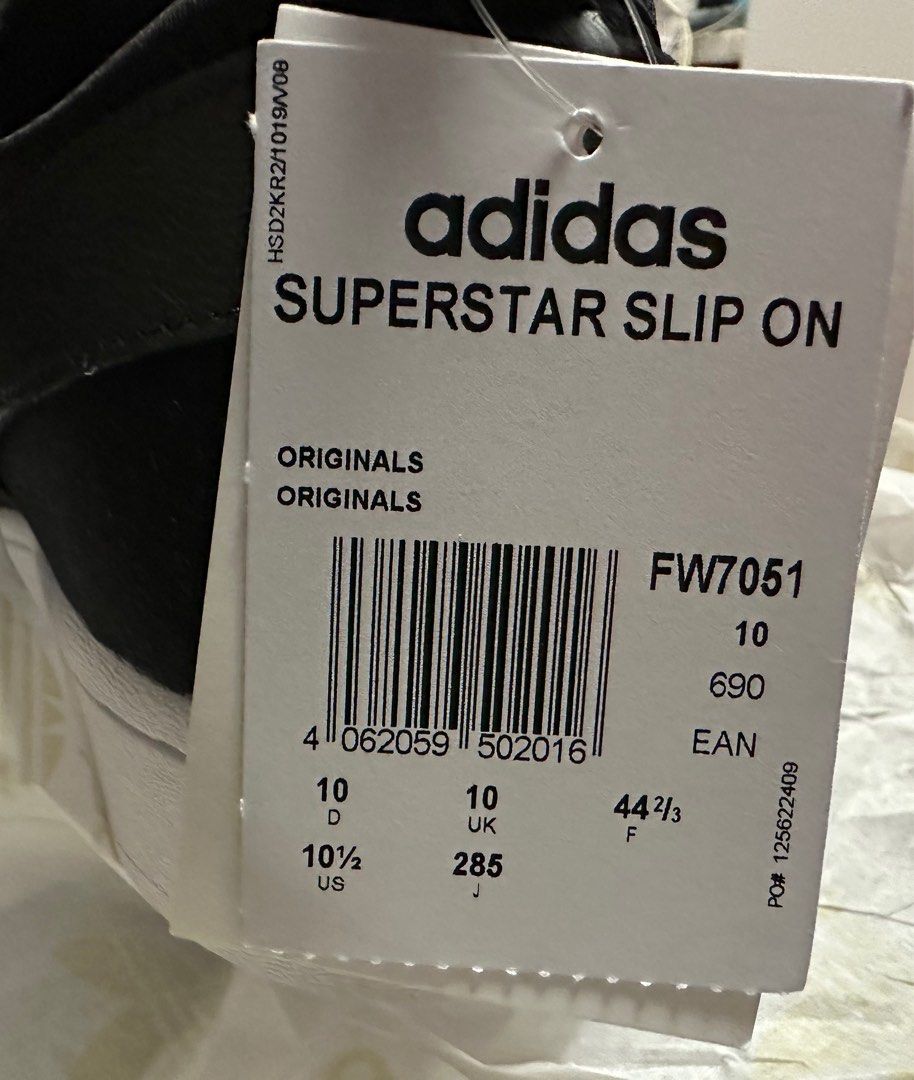 HSD2KR2/1019/V/08
adidas
SUPERSTAR SLIP ON
ORIGINALS
ORIGINALS
FW7051
10
690
EAN
4 062059 502016
10 10 44 2/3
D UK F
10½ 285
US J
PO# 125622409